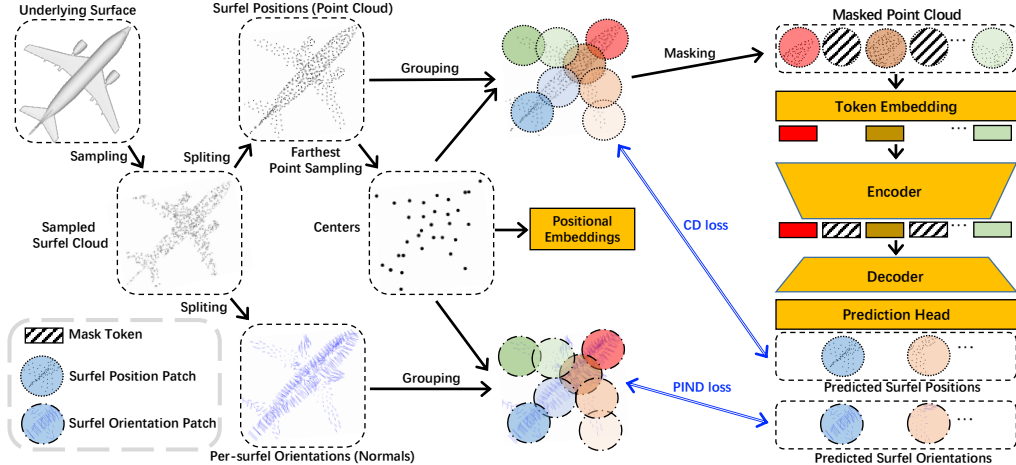 Underlying Surface
Surfel Positions (Point Cloud)
Masked Point Cloud
Grouping
Masking
Token Embedding
Sampling
Spliting
Farthest
Point Sampling
Encoder
Sampled
Surfel Cloud
Centers
Positional
Embeddings
CD loss
Decoder
Spliting
Prediction Head
Mask Token
Surfel Position Patch
Surfel Orientation Patch
Grouping
PIND loss
Predicted Surfel Positions
Per-surfel Orientations (Normals)
Predicted Surfel Orientations